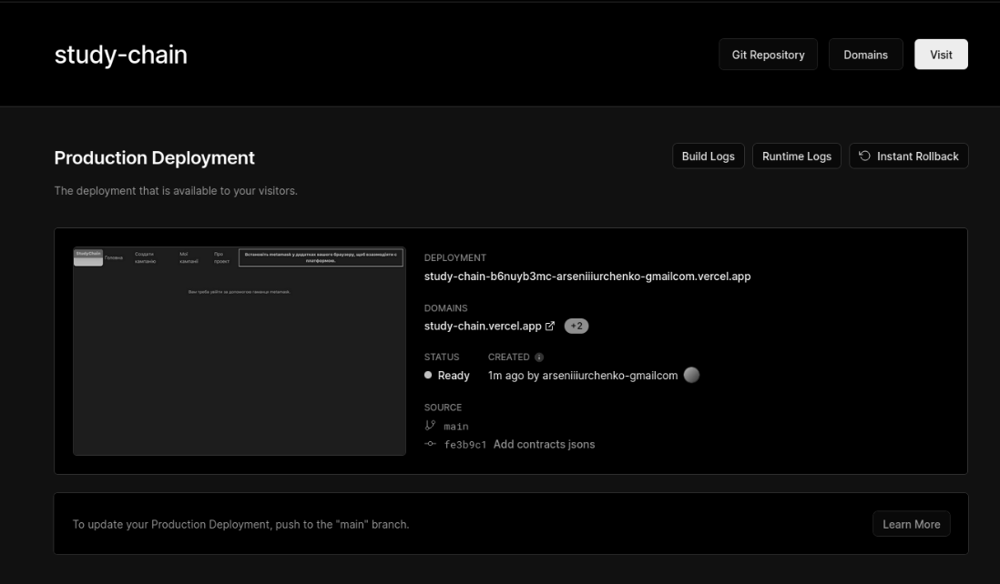 study-chain
Git Repository
Domains
Visit
Production Deployment
Build Logs
Runtime Logs
Instant Rollback
The deployment that is available to your visitors.
StudyChain
Головна
Создати
кампанію
Мої
кампанії
Про
проект
Встановіть metamask у додатках вашого браузеру, щоб взаємодіяти с
платформою.
Вам треба увійти за допомогою гаманця metamask.
DEPLOYMENT
study-chain-b6nuyb3mc-arseniiiurchenko-gmailcom.vercel.app
DOMAINS
study-chain.vercel.app
+2
STATUS
CREATED
Ready
1m ago by arseniiiurchenko-gmailcom
SOURCE
main
fe3b9c1 Add contracts jsons
To update your Production Deployment, push to the "main" branch.
Learn More